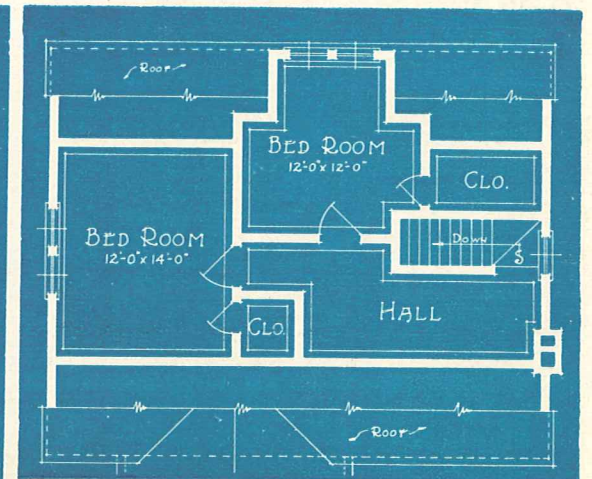 ROOF
BED ROOM
12'-0" x 12'-0"
CLO.
DOWN
S
BED ROOM
12'-0" x 14'-0"
CLO.
HALL
ROOF